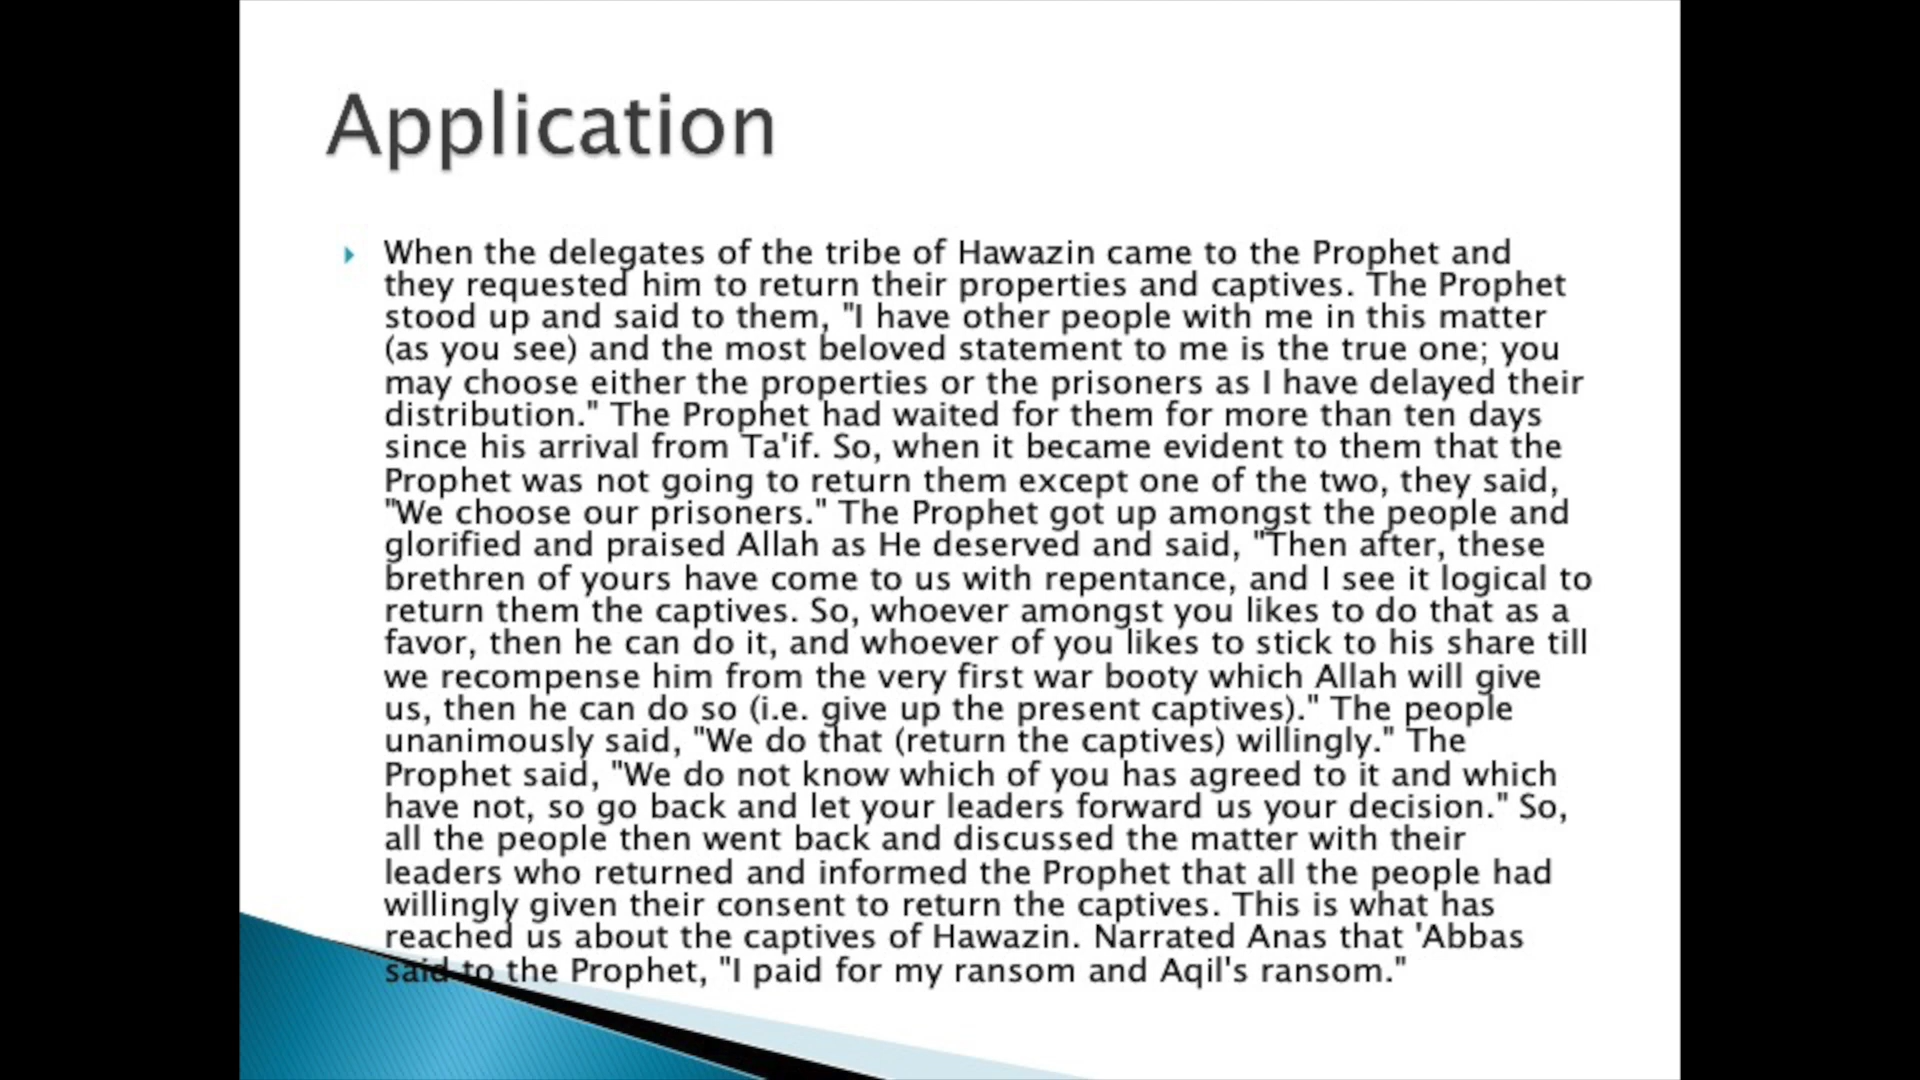 Application
When the delegates of the tribe of Hawazin came to the Prophet and
they requested him to return their properties and captives. The Prophet
stood up and said to them, "I have other people with me in this matter
(as you see) and the most beloved statement to me is the true one; you
may choose either the properties or the prisoners as I have delayed their
distribution." The Prophet had waited for them for more than ten days
since his arrival from Ta'if. So, when it became evident to them that the
Prophet was not going to return them except one of the two, they said,
"We choose our prisoners." The Prophet got up amongst the people and
glorified and praised Allah as He deserved and said, "Then after, these
brethren of yours have come to us with repentance, and I see it logical to
return them the captives. So, whoever amongst you likes to do that as a
favor, then he can do it, and whoever of you likes to stick to his share till
we recompense him from the very first war booty which Allah will give
us, then he can do so (i.e. give up the present captives)." The people
unanimously said, "We do that (return the captives) willingly." The
Prophet said, "We do not know which of you has agreed to it and which
have not, so go back and let your leaders forward us your decision." So,
all the people then went back and discussed the matter with their
leaders who returned and informed the Prophet that all the people had
willingly given their consent to return the captives. This is what has
reached us about the captives of Hawazin. Narrated Anas that 'Abbas
said to the Prophet, "I paid for my ransom and Aqil's ransom."